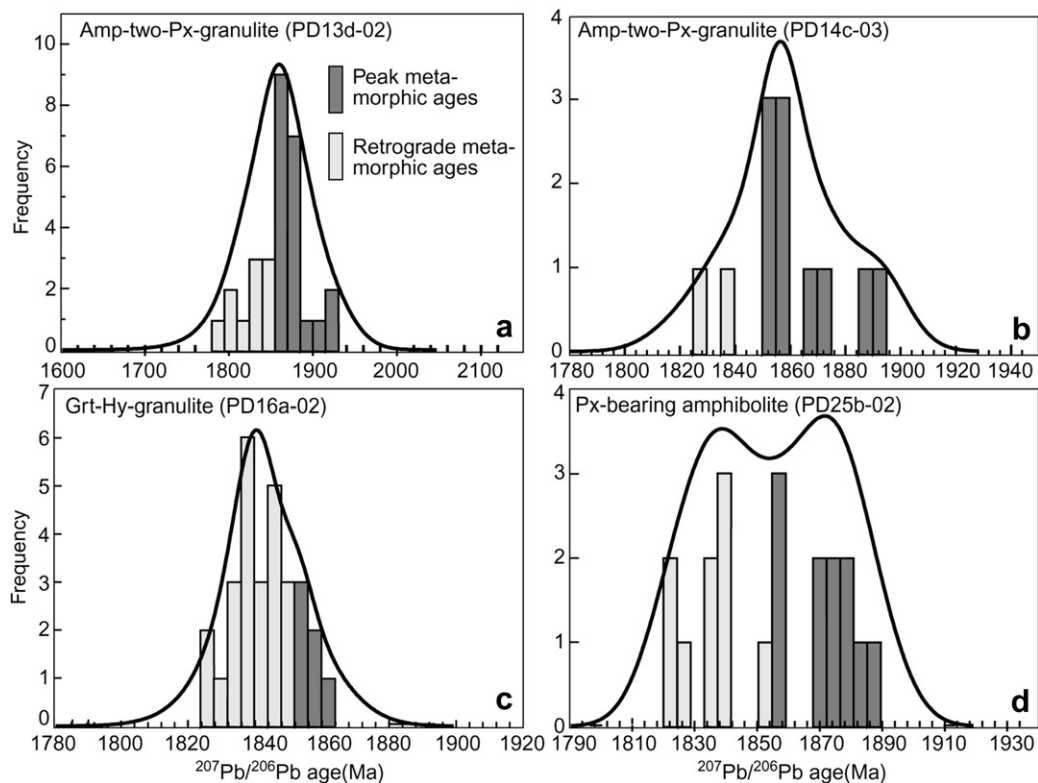 Amp-two-Px-granulite (PD13d-02)
Peak meta-
morphic ages
Retrograde meta-
morphic ages
Frequency
10
8
6
4
2
0
1600 1700 1800 1900 2000 2100
a
Amp-two-Px-granulite (PD14c-03)
4
3
2
1
0
1780 1800 1820 1840 1860 1880 1900 1920 1940
b
Grt-Hy-granulite (PD16a-02)
Frequency
7
6
5
4
3
2
1
0
1780 1820 1840 1860 1880 1900 1920
c
207Pb/206Pb age(Ma)
Px-bearing amphibolite (PD25b-02)
4
3
2
1
0
1790 1810 1830 1850 1870 1890 1910 1930
d
207Pb/206Pb age(Ma)